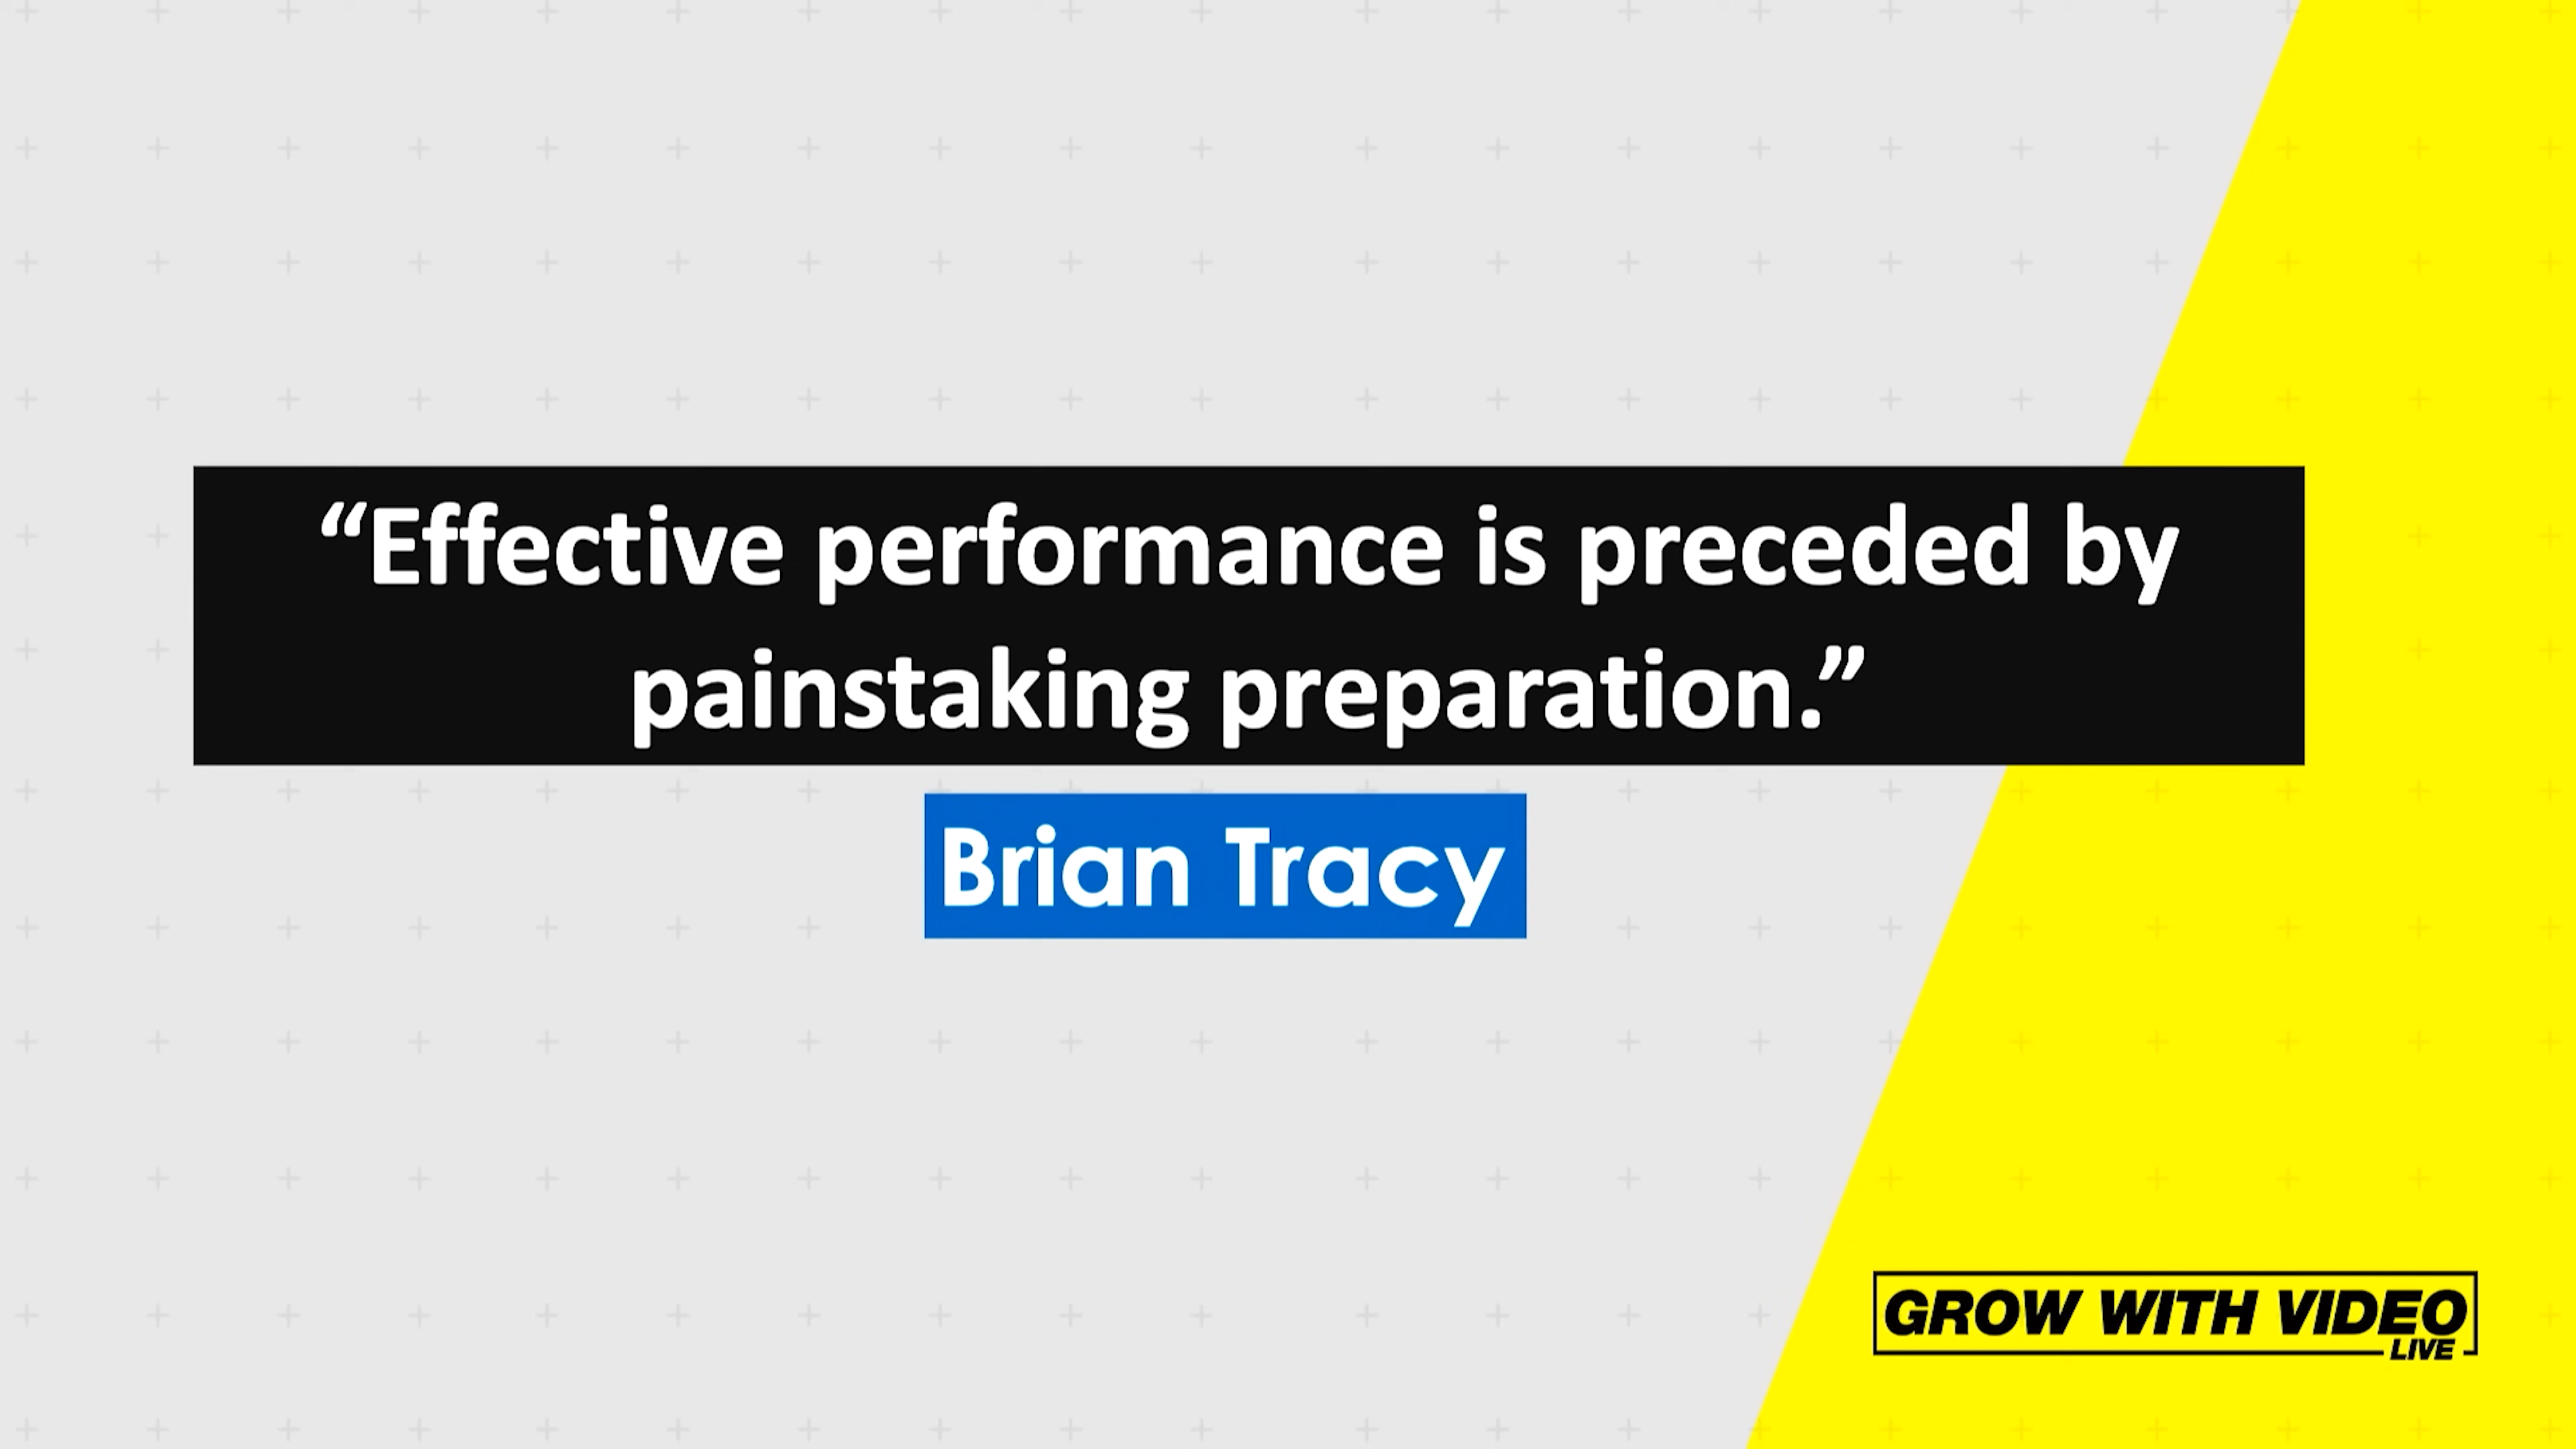 “Effective performance is preceded by
painstaking preparation.”
Brian Tracy
GROW WITH VIDEO
LIVE